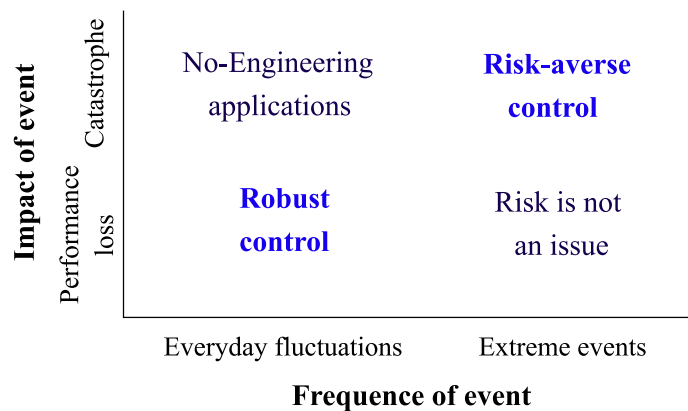 Impact of event
Catastrophe
Performance
loss
No-Engineering
applications
Risk-averse
control
Robust
control
Risk is not
an issue
Everyday fluctuations
Extreme events
Frequence of event